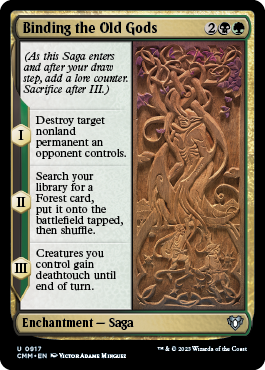 Binding the Old Gods 2
(As this Saga
enters and after
your draw
step, add a lore counter.
Sacrifice after III.)
I
Destroy target
nonland
permanent an
opponent controls.
II
Search your
library for a
Forest card,
put it onto the
battlefield tapped,
then shuffle.
III
Creatures you
control gain
deathtouch until
end of turn.
Enchantment — Saga
U 0917
CMM • EN Victor Adame Minguez
™ & © 2023 Wizards of the Coast